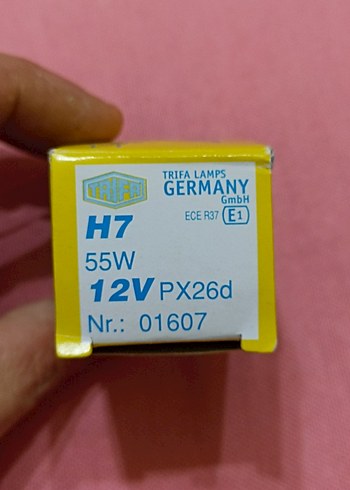 TRIFA
TRIFA LAMPS
GERMANY
GmbH
ECE R37 E1
H7
55W
12V PX26d
Nr.: 01607